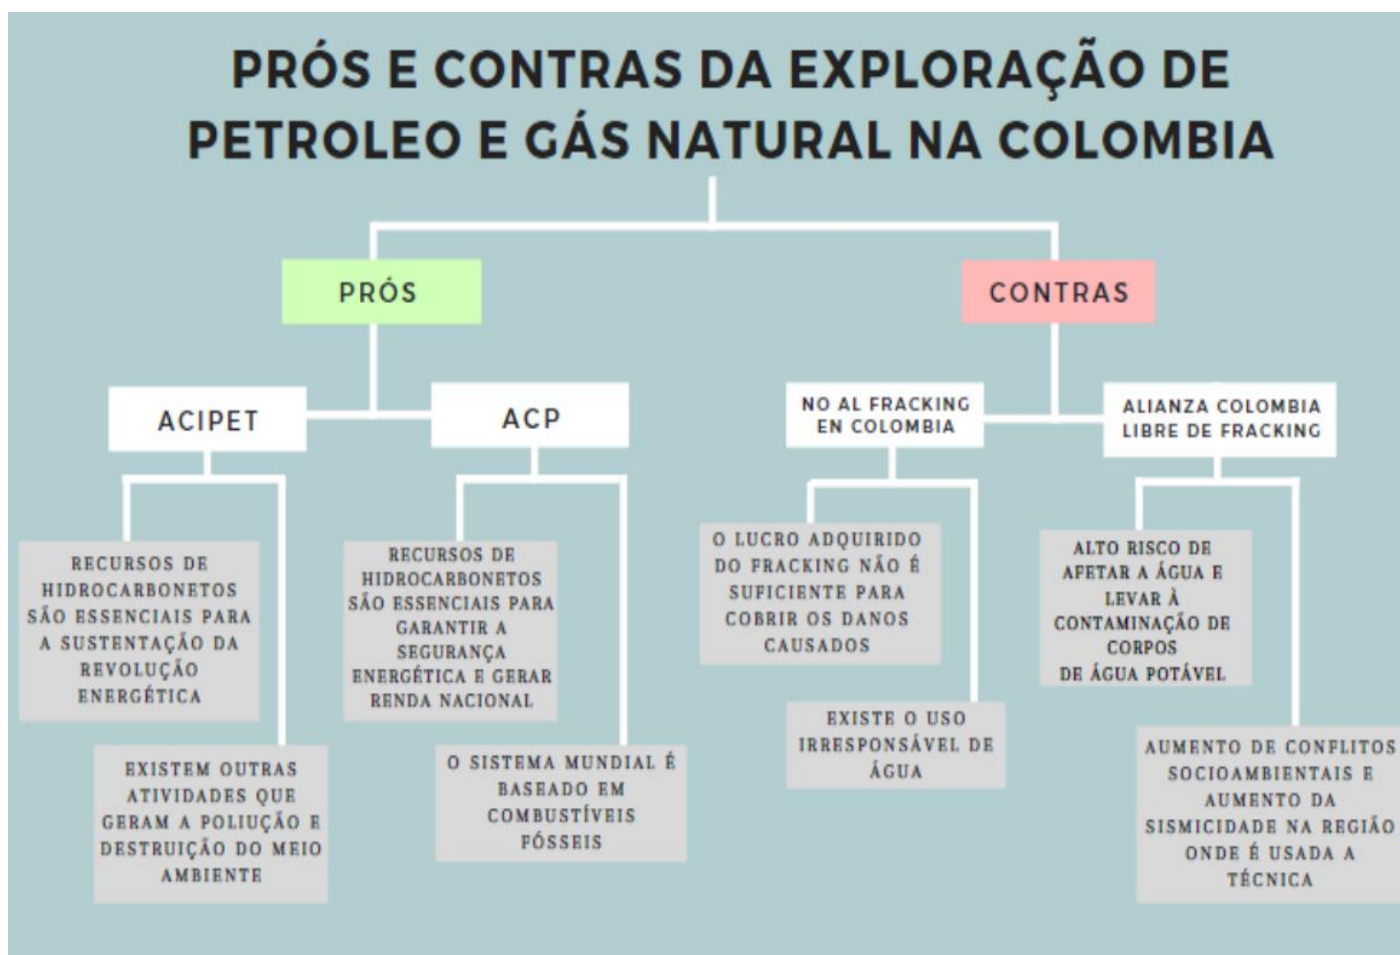 PRÓS E CONTRAS DA EXPLORAÇÃO DE
PETROLEO E GÁS NATURAL NA COLOMBIA
PRÓS
CONTRAS
ACIPET
ACP
NO AL FRACKING
EN COLOMBIA
ALIANZA COLOMBIA
LIBRE DE FRACKING
RECURSOS DE
HIDROCARBONETOS
SÃO ESSENCIAIS PARA
A SUSTENTAÇÃO DA
REVOLUÇÃO
ENERGÉTICA
EXISTEM OUTRAS
ATIVIDADES QUE
GERAM A POLIUÇÃO E
DESTRUIÇÃO DO MEIO
AMBIENTE
RECURSOS DE
HIDROCARBONETOS
SÃO ESSENCIAIS PARA
GARANTIR A
SEGURANÇA
ENERGÉTICA E GERAR
RENDA NACIONAL
O SISTEMA MUNDIAL É
BASEADO EM
COMBUSTÍVEIS
FÓSSEIS
O LUCRO ADQUIRIDO
DO FRACKING NÃO É
SUFICIENTE PARA
COBRIR OS DANOS
CAUSADOS
EXISTE O USO
IRRESPONSÁVEL DE
ÁGUA
ALTO RISCO DE
AFETAR A ÁGUA E
LEVAR À
CONTAMINAÇÃO DE
CORPOS
DE ÁGUA POTÁVEL
AUMENTO DE CONFLITOS
SOCIOAMBIENTAIS E
AUMENTO DA
SISMICIDADE NA REGIÃO
ONDE É USADA A
TÉCNICA